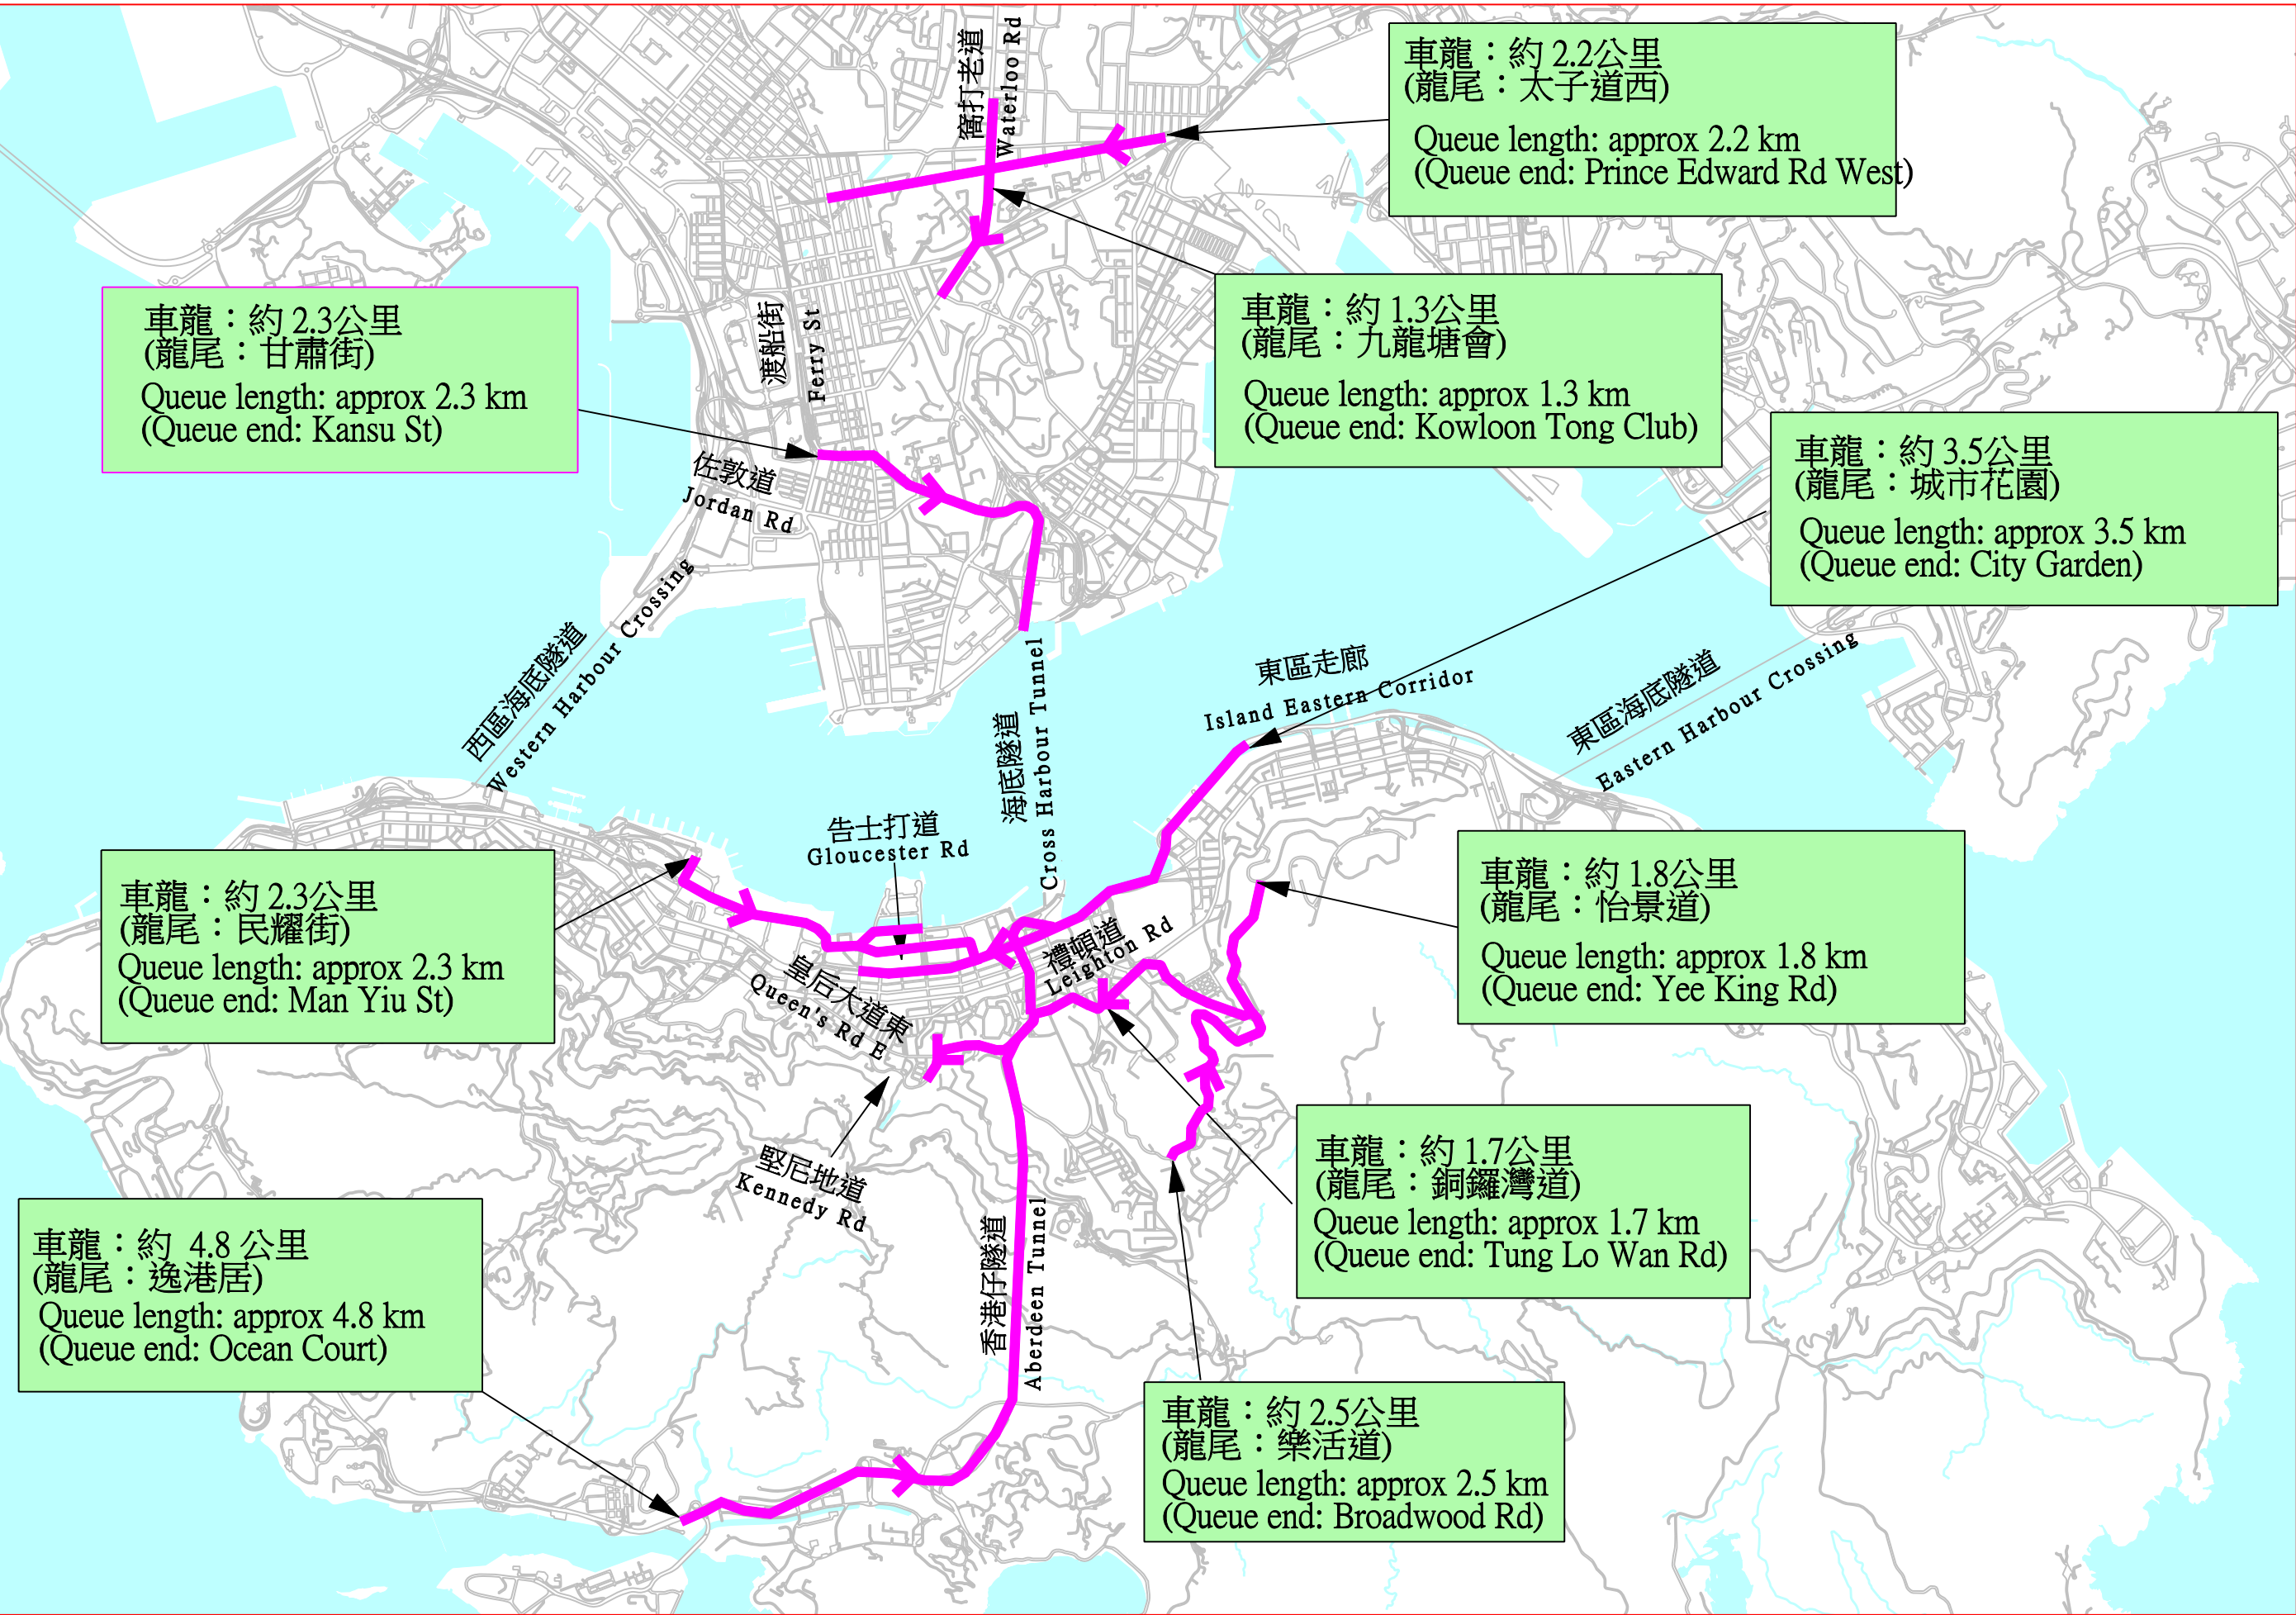 窩打老道
Waterloo Rd
車龍：約 2.2公里
(龍尾：太子道西)
Queue length: approx 2.2 km
(Queue end: Prince Edward Rd West)
車龍：約 2.3公里
(龍尾：甘肅街)
Queue length: approx 2.3 km
(Queue end: Kansu St)
渡船街
Ferry St
車龍：約 1.3公里
(龍尾：九龍塘會)
Queue length: approx 1.3 km
(Queue end: Kowloon Tong Club)
車龍：約 3.5公里
(龍尾：城市花園)
Queue length: approx 3.5 km
(Queue end: City Garden)
佐敦道
Jordan Rd
西區海底隧道
Western Harbour Crossing
海底隧道
Cross Harbour Tunnel
東區走廊
Island Eastern Corridor
東區海底隧道
Eastern Harbour Crossing
告士打道
Gloucester Rd
車龍：約 2.3公里
(龍尾：民耀街)
Queue length: approx 2.3 km
(Queue end: Man Yiu St)
皇后大道東
Queen's Rd E
禮頓道
Leighton Rd
車龍：約 1.8公里
(龍尾：怡景道)
Queue length: approx 1.8 km
(Queue end: Yee King Rd)
堅尼地道
Kennedy Rd
車龍：約 1.7公里
(龍尾：銅鑼灣道)
Queue length: approx 1.7 km
(Queue end: Tung Lo Wan Rd)
車龍：約 4.8 公里
(龍尾：逸港居)
Queue length: approx 4.8 km
(Queue end: Ocean Court)
香港仔隧道
Aberdeen Tunnel
車龍：約 2.5公里
(龍尾：樂活道)
Queue length: approx 2.5 km
(Queue end: Broadwood Rd)